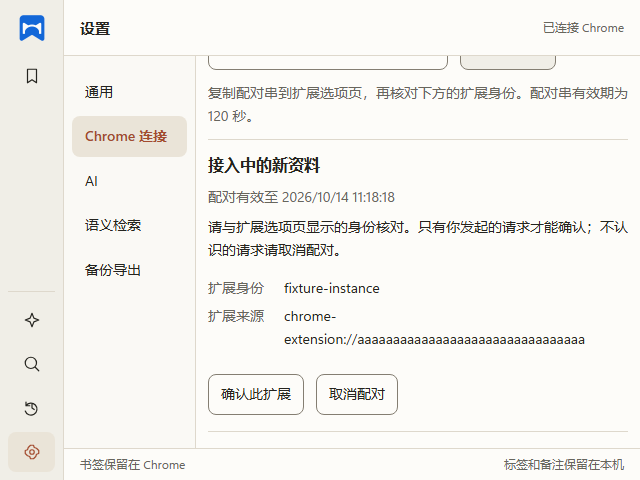 设置
已连接 Chrome
通用
Chrome 连接
AI
语义检索
备份导出
复制配对串到扩展选项页，再核对下方的扩展身份。配对串有效期为
120 秒。
接入中的新资料
配对有效至 2026/10/14 11:18:18
请与扩展选项页显示的身份核对。只有你发起的请求才能确认；不认
识的请求请取消配对。
扩展身份 fixture-instance
扩展来源 chrome-
extension://aaaaaaaaaaaaaaaaaaaaaaaaaaaaaaaa
确认此扩展 取消配对
书签保留在 Chrome
标签和备注保留在本机